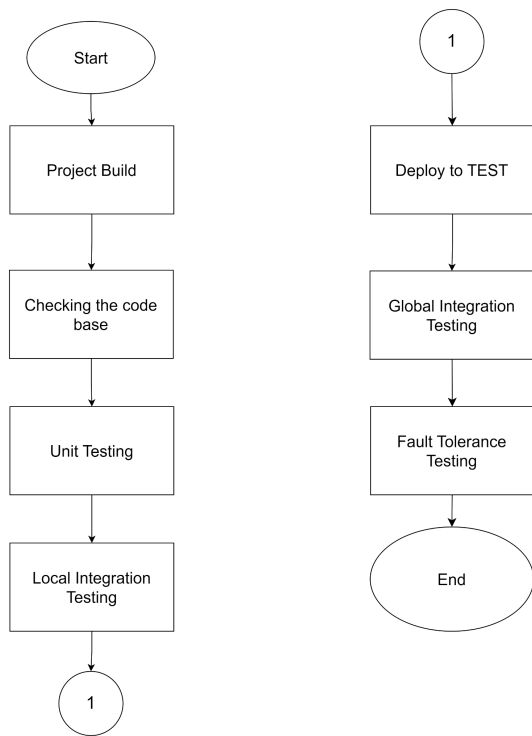 Start
Project Build
Checking the code
base
Unit Testing
Local Integration
Testing
1
1
Deploy to TEST
Global Integration
Testing
Fault Tolerance
Testing
End